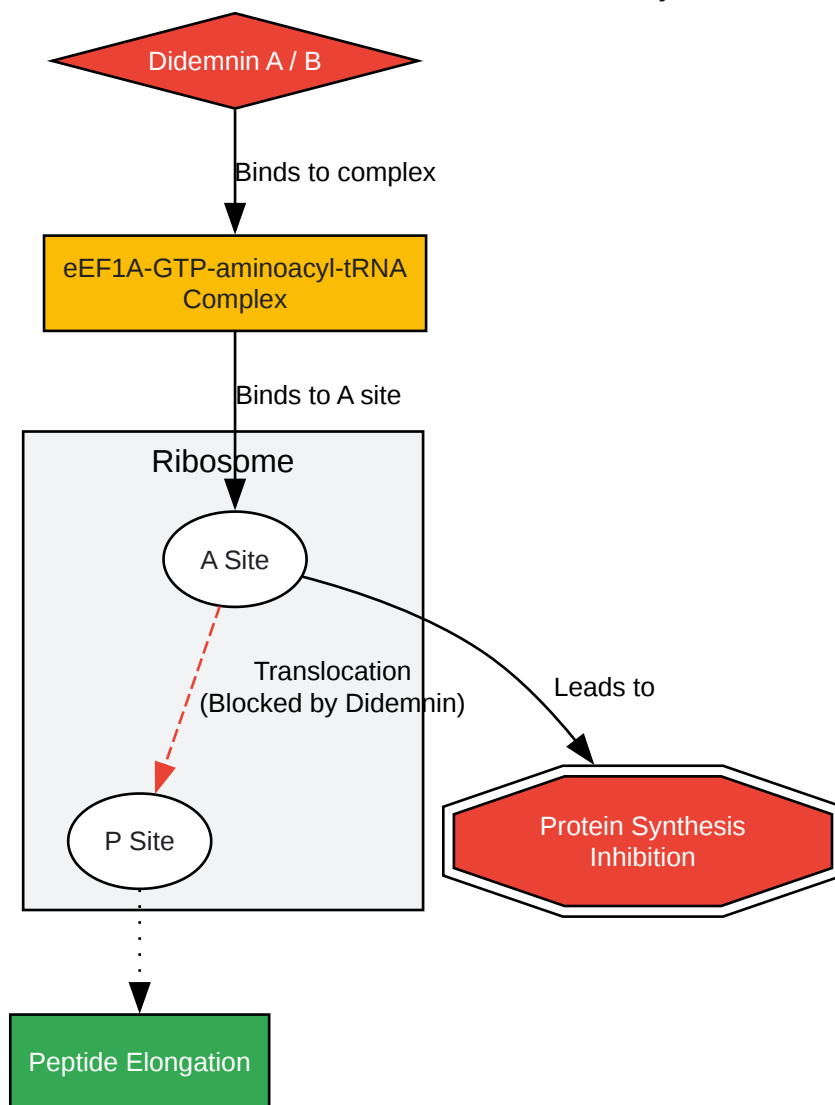 Didemnin A / B
Binds to complex
eEF1A-GTP-aminoacyl-tRNA
Complex
Binds to A site
Ribosome
A Site
Translocation
(Blocked by Didemnin)
Leads to
P Site
Protein Synthesis
Inhibition
Peptide Elongation